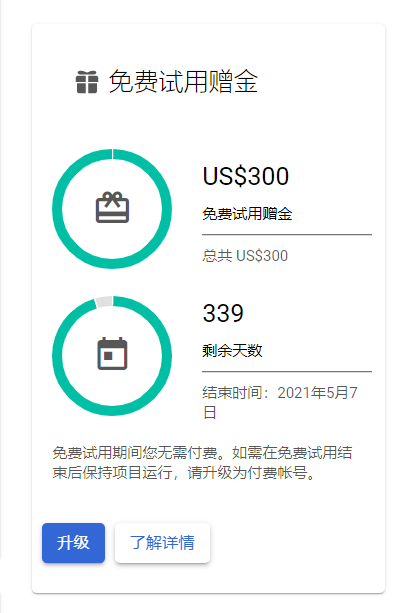 免费试用赠金
US$300
免费试用赠金
总共 US$300
339
剩余天数
结束时间：2021年5月7
日
免费试用期间您无需付费。如需在免费试用结
束后保持项目运行，请升级为付费帐号。
升级
了解详情